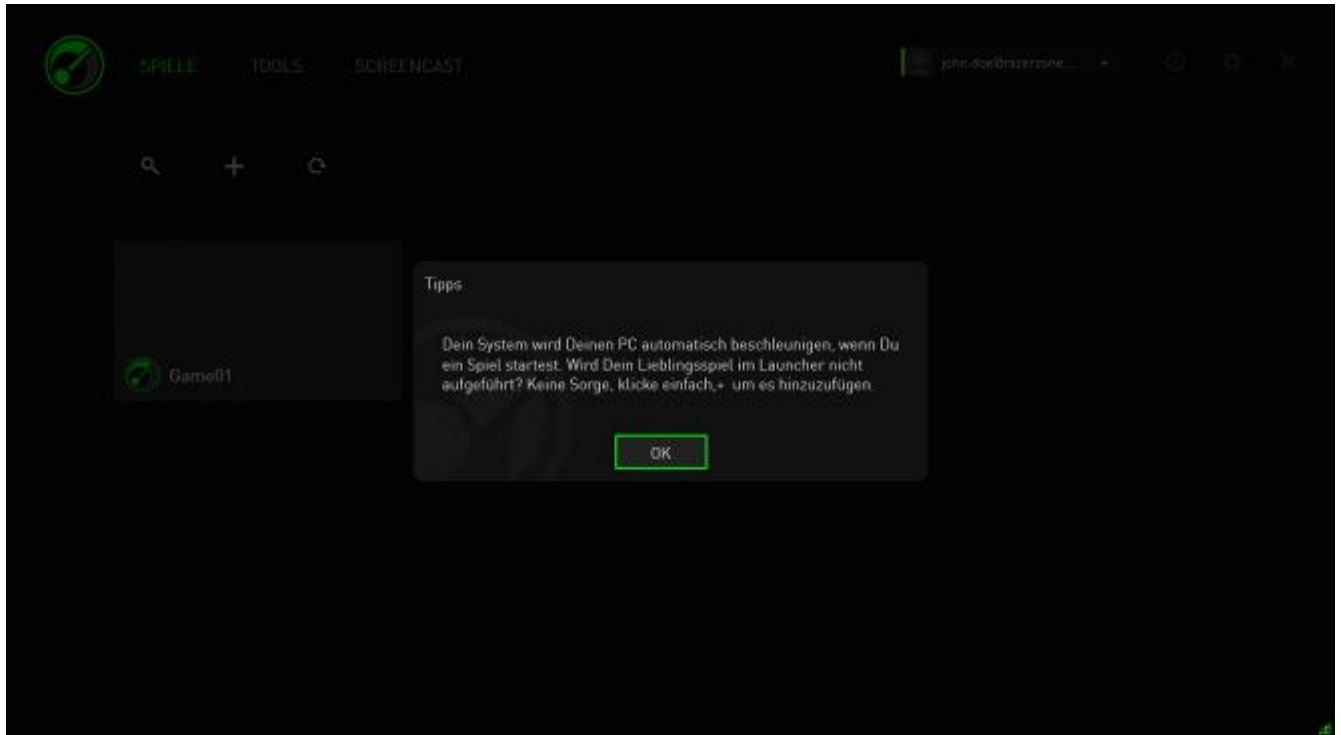 SPIELE TOOLS SCREENCAST
Game01
Tipps
Dein System wird Deinen PC automatisch beschleunigen, wenn Du
ein Spiel startest. Wird Dein Lieblingsspiel im Launcher nicht
aufgeführt? Keine Sorge, klicke einfach,+ um es hinzuzufügen.
OK